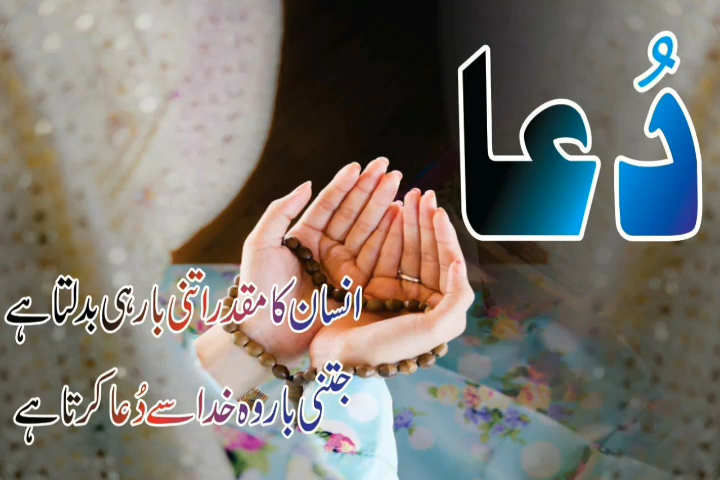 دُعا
انسان کا مقدر اتنی بار ہی بدلتا ہے
جتنی بار وہ خدا سے دُعا کرتا ہے